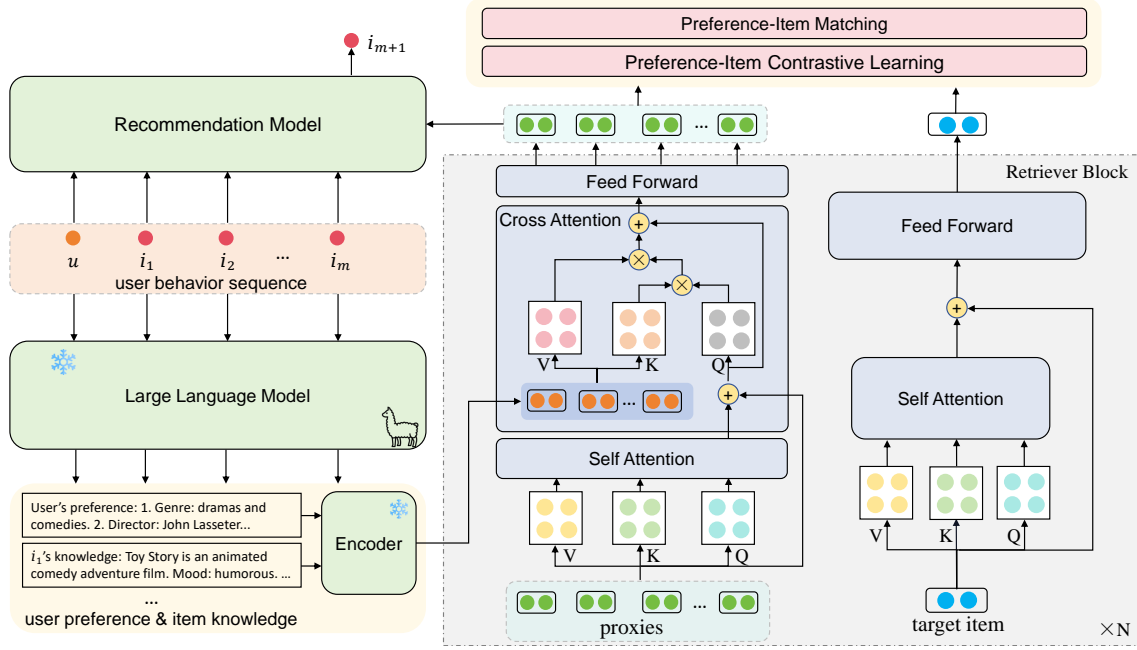 Preference-Item Matching
Preference-Item Contrastive Learning
i_{m+1}
Recommendation Model
...
Retriever Block
Feed Forward
Cross Attention
Feed Forward
u
i_1
i_2
...
i_m
user behavior sequence
V
K
Q
Large Language Model
...
Self Attention
Self Attention
User's preference: 1. Genre: dramas and
comedies. 2. Director: John Lasseter...
i_1's knowledge: Toy Story is an animated
comedy adventure film. Mood: humorous. ...
...
user preference & item knowledge
Encoder
V
K
Q
V
K
Q
...
proxies
target item
×N